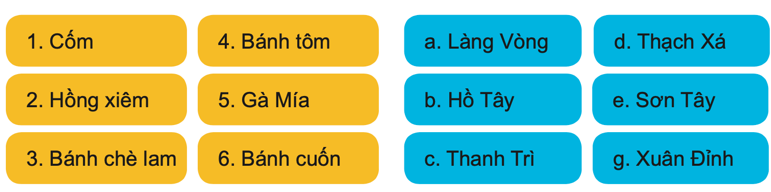 1. Cốm
4. Bánh tôm
a. Làng Vòng
d. Thạch Xá
2. Hồng xiêm
5. Gà Mía
b. Hồ Tây
e. Sơn Tây
3. Bánh chè lam
6. Bánh cuốn
c. Thanh Trì
g. Xuân Đỉnh